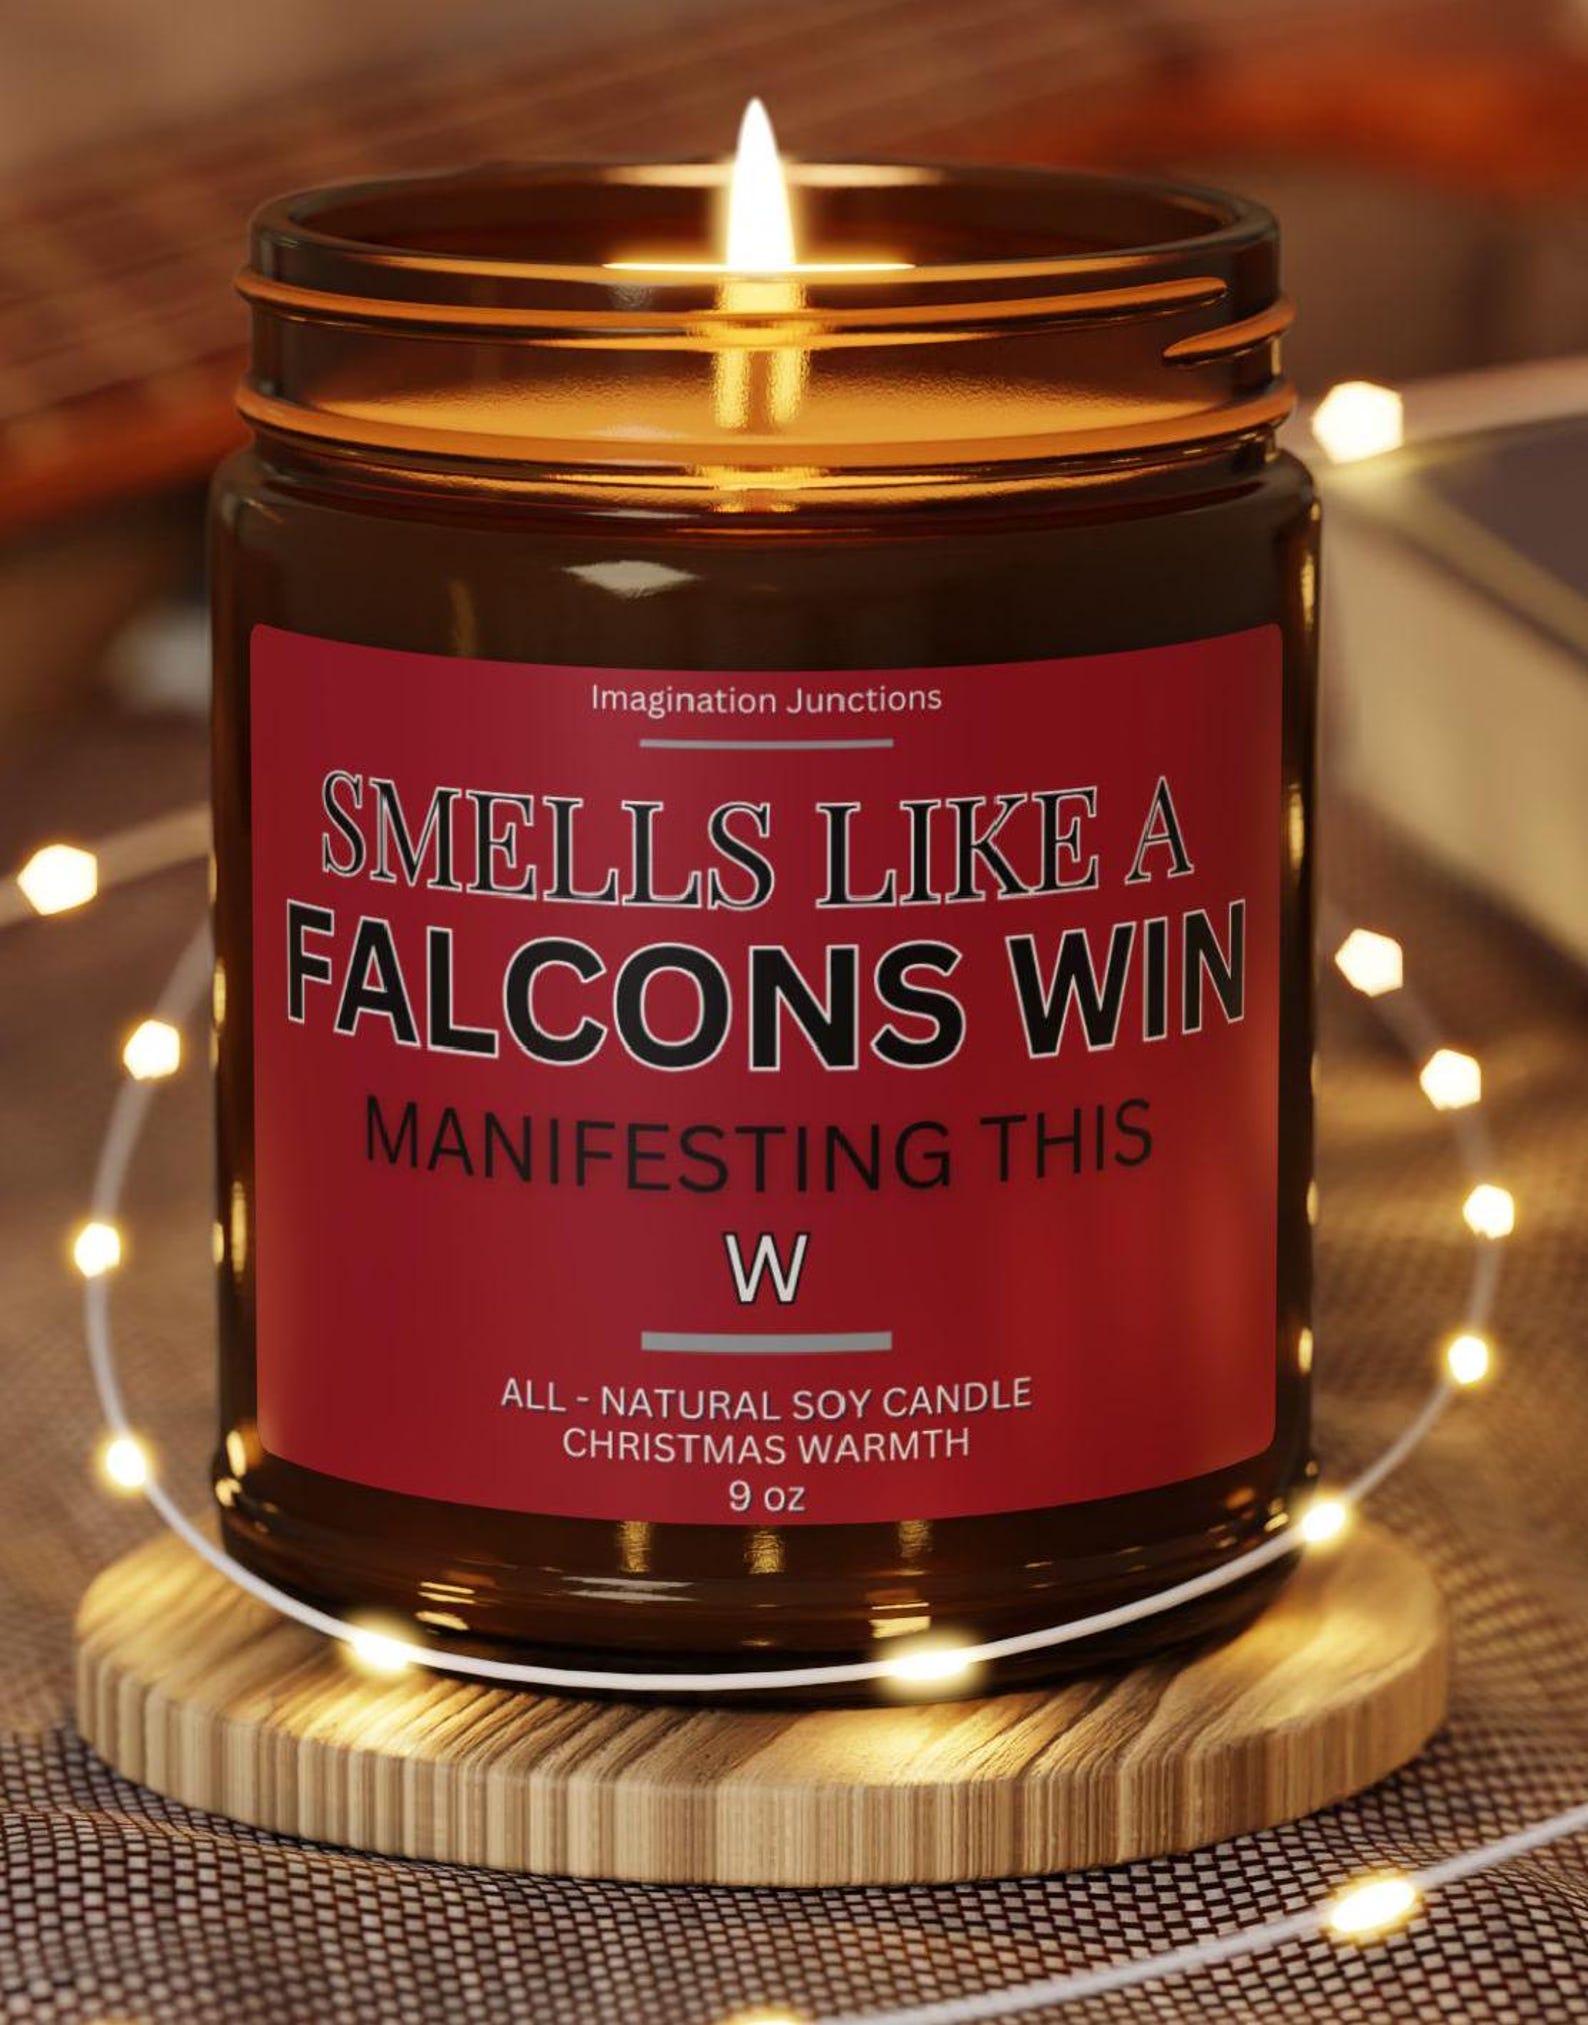 Imagination Junctions
SMELLS LIKE A
FALCONS WIN
MANIFESTING THIS
W
ALL - NATURAL SOY CANDLE
CHRISTMAS WARMTH
9 oz